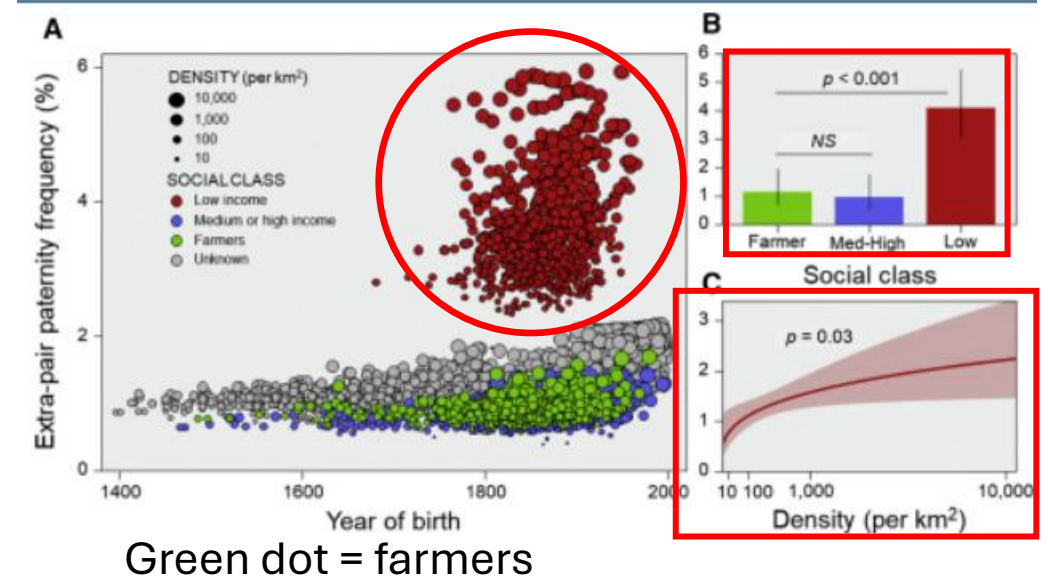 A
Extra-pair paternity frequency (%)
6
4
2
0
DENSITY (per km²)
10,000
1,000
100
10
SOCIAL CLASS
Low income
Medium or high income
Farmers
Unknown
1400 1600 1800 2000
Year of birth
B
6
5
4
3
2
1
0
p < 0.001
NS
Farmer Med-High Low
Social class
C
3
2
1
0
p = 0.03
10 100 1,000 10,000
Density (per km²)
Green dot = farmers